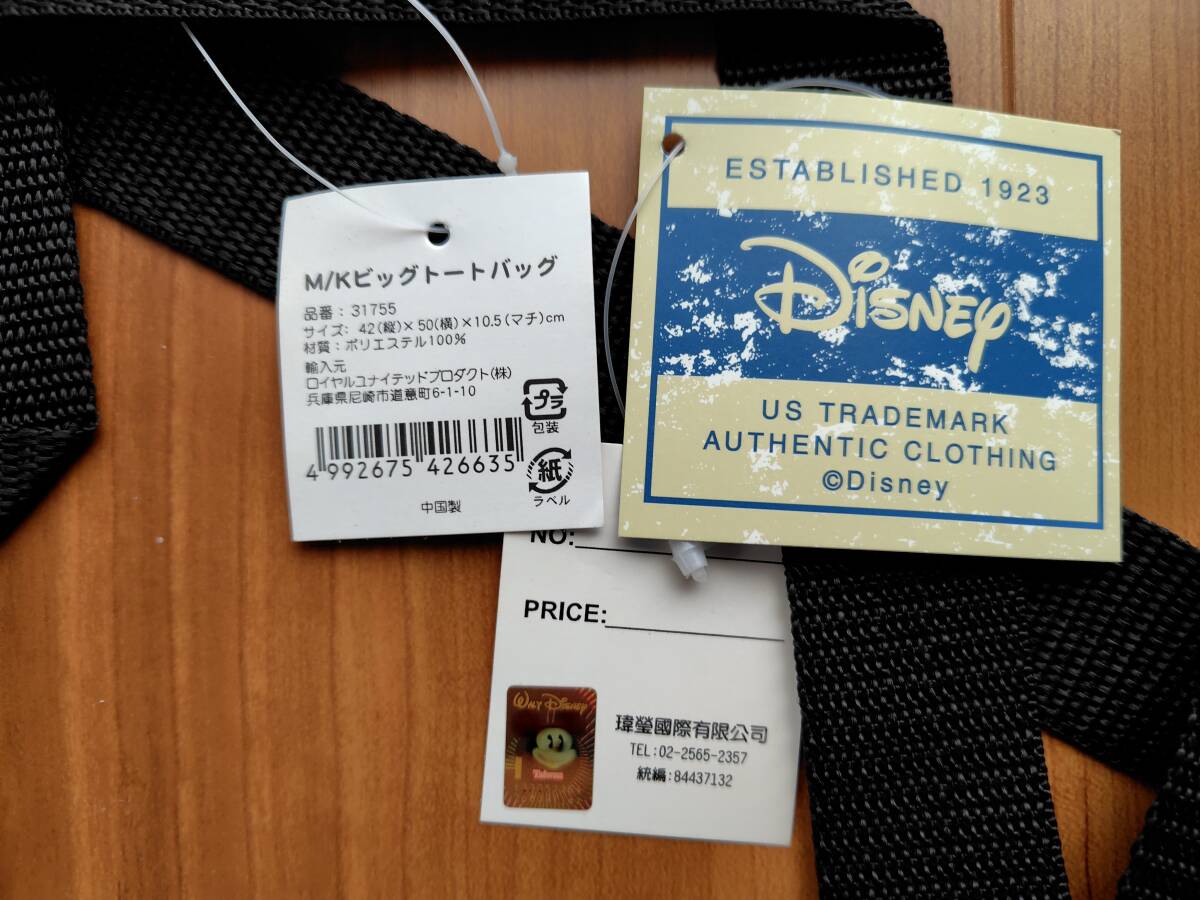 M/Kビッグトートバッグ
品番：31755
サイズ：42(縦)×50(横)×10.5(マチ)cm
材質：ポリエステル100%
輸入元
ロイヤルユナイテッドプロダクト(株)
兵庫県尼崎市道意町6-1-10
プラ
包装
4 992675 426635
紙
ラベル
中国製
ESTABLISHED 1923
Disney
US TRADEMARK
AUTHENTIC CLOTHING
©Disney
NO:
PRICE:
WALT DISNEY
Taiwan
瑋瑩國際有限公司
TEL:02-2565-2357
統編:84437132